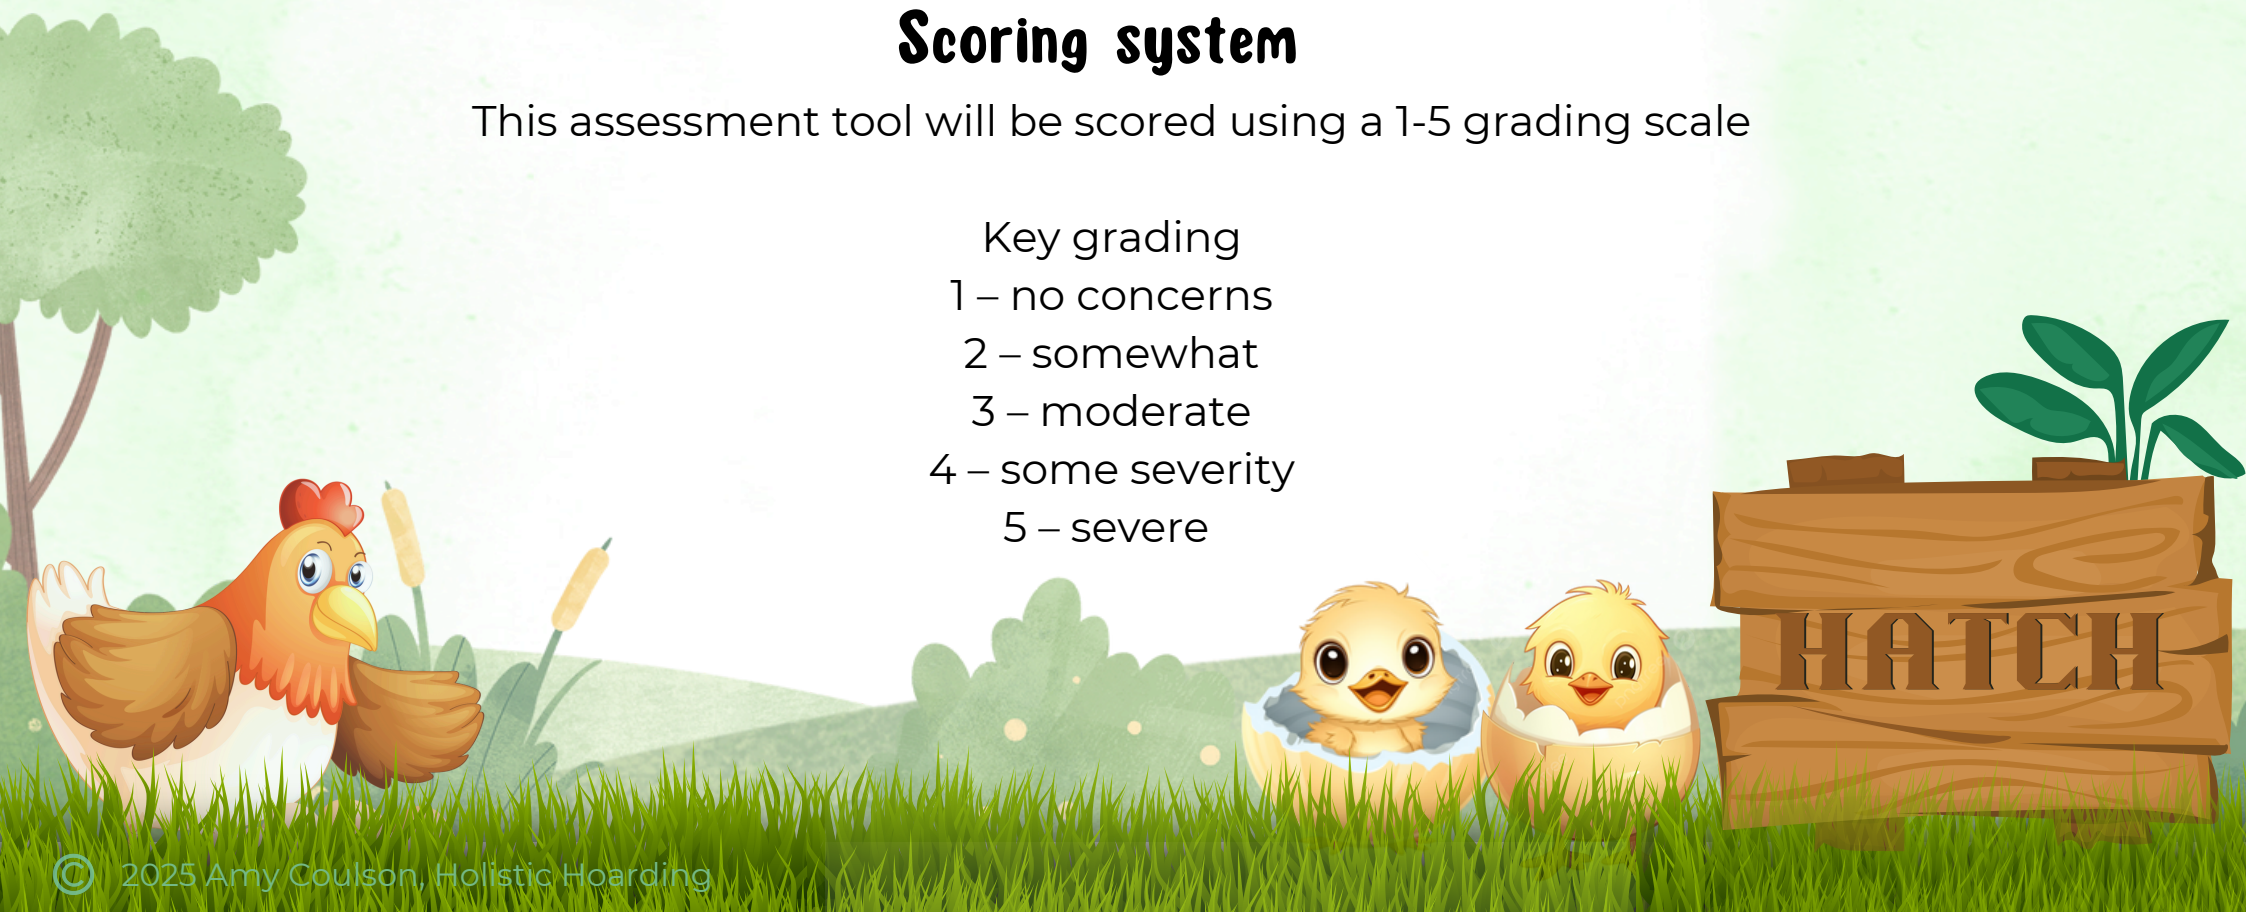 Scoring system
This assessment tool will be scored using a 1-5 grading scale
Key grading
1 – no concerns
2 – somewhat
3 – moderate
4 – some severity
5 – severe
HATCH
© 2025 Amy Coulson, Holistic Hoarding